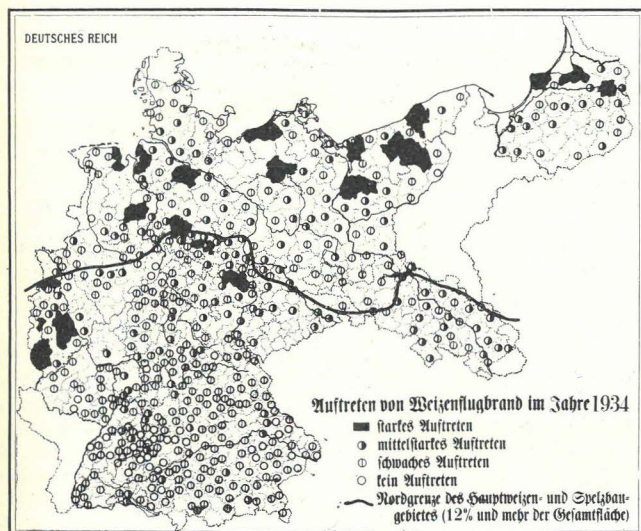 DEUTSCHES REICH
Auftreten von Weizenflugbrand im Jahre 1934
starkes Auftreten
mittelstarkes Auftreten
schwaches Auftreten
kein Auftreten
Nordgrenze des Hauptweizen- und Spelzbau-
gebietes (12% und mehr der Gesamtfläche)